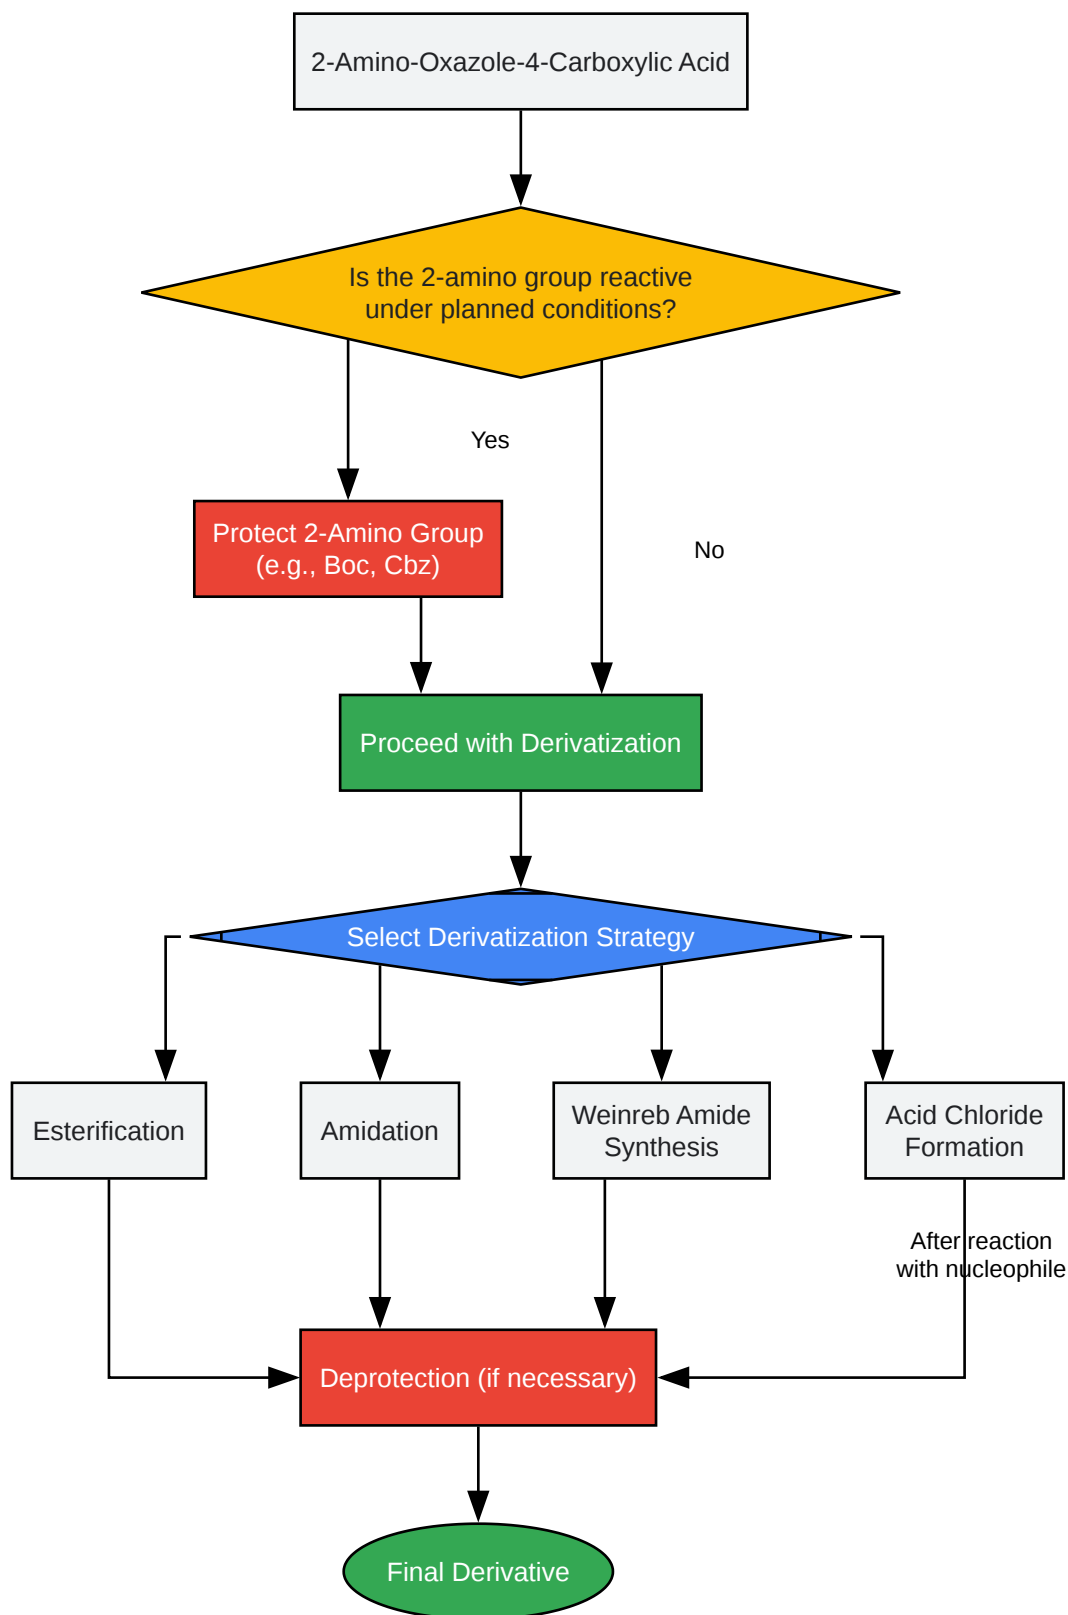 2-Amino-Oxazole-4-Carboxylic Acid
Is the 2-amino group reactive
under planned conditions?
Yes
Protect 2-Amino Group
(e.g., Boc, Cbz)
No
Proceed with Derivatization
Select Derivatization Strategy
Esterification
Amidation
Weinreb Amide
Synthesis
Acid Chloride
Formation
After reaction
with nucleophile
Deprotection (if necessary)
Final Derivative